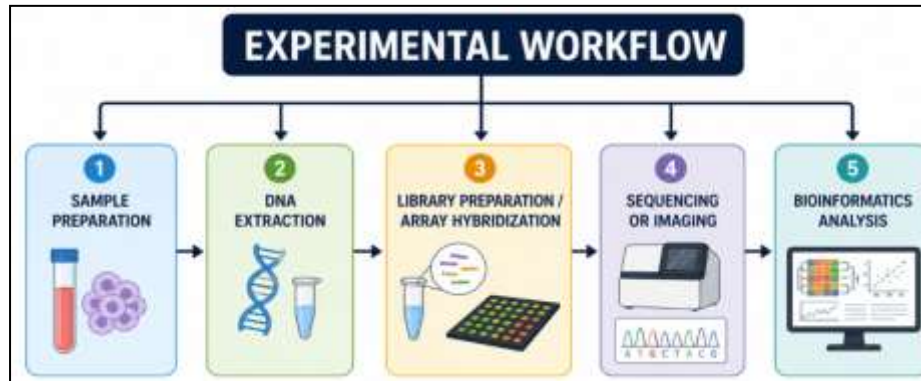 EXPERIMENTAL WORKFLOW
1
SAMPLE
PREPARATION
2
DNA
EXTRACTION
3
LIBRARY PREPARATION /
ARRAY HYBRIDIZATION
4
SEQUENCING
OR IMAGING
A T G C T A C G
5
BIOINFORMATICS
ANALYSIS